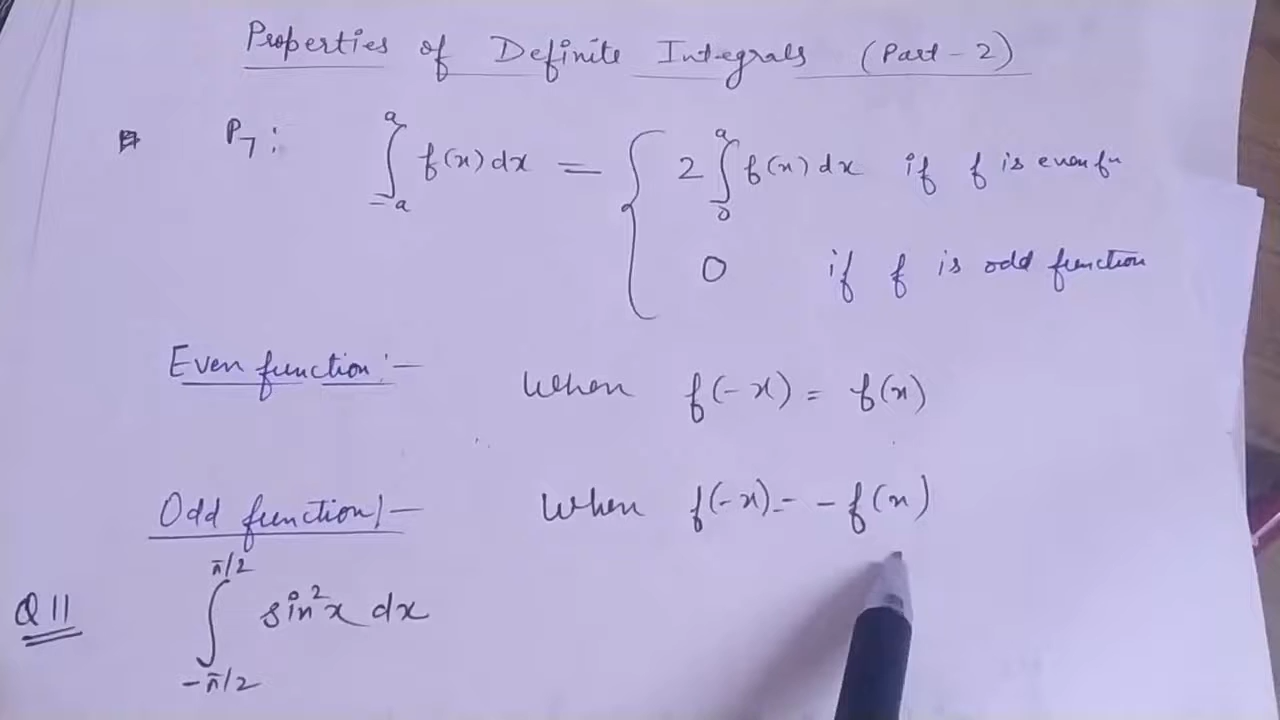 Properties of Definite Integrals (Part - 2)
P7 : ∫_{-a}^{a} f(x) dx = { 2 ∫_{0}^{a} f(x) dx if f is even fn
0 if f is odd function
Even function :- When f(-x) = f(x)
Odd function :- When f(-x) = - f(x)
Q 11 ∫_{-π/2}^{π/2} sin²x dx